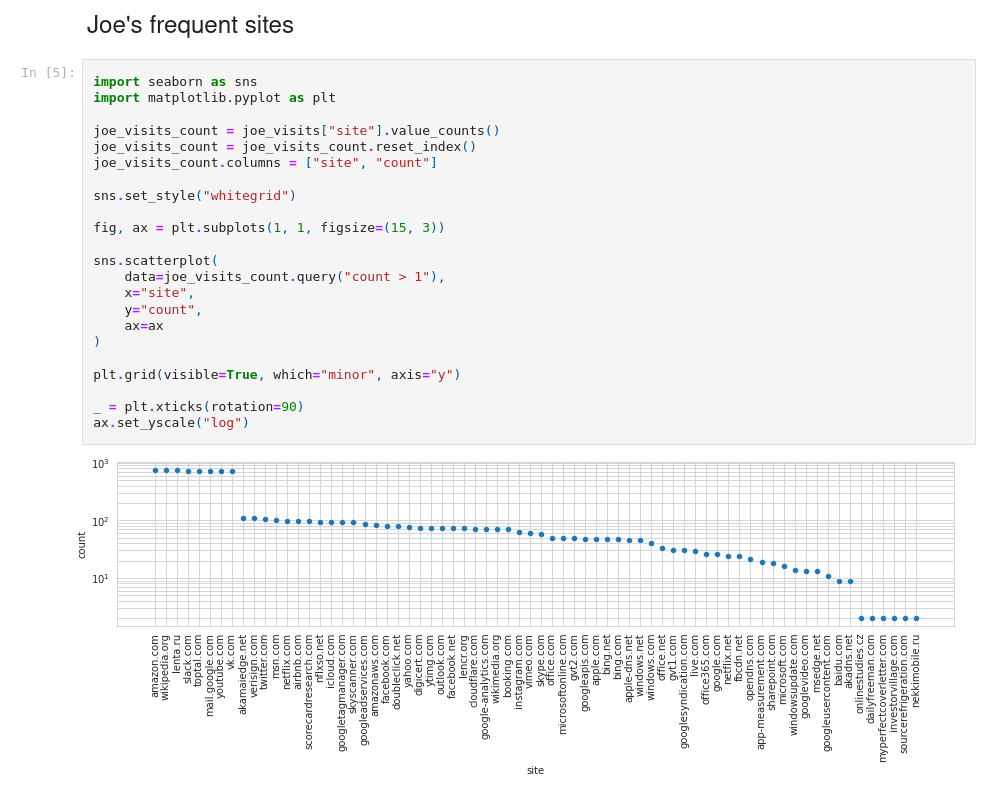 Joe's frequent sites
In [5]:
import seaborn as sns
import matplotlib.pyplot as plt
joe_visits_count = joe_visits["site"].value_counts()
joe_visits_count = joe_visits_count.reset_index()
joe_visits_count.columns = ["site", "count"]
sns.set_style("whitegrid")
fig, ax = plt.subplots(1, 1, figsize=(15, 3))
sns.scatterplot(
    data=joe_visits_count.query("count > 1"),
    x="site",
    y="count",
    ax=ax
)
plt.grid(visible=True, which="minor", axis="y")
_ = plt.xticks(rotation=90)
ax.set_yscale("log")
10³
10²
10¹
count
amazon.com
wikipedia.org
lenta.ru
slack.com
toptal.com
mail.google.com
youtube.com
vk.com
akamaiedge.net
verisign.com
twitter.com
msn.com
netflix.com
airbnb.com
scorecardresearch.com
nflxso.net
icloud.com
googletagmanager.com
skyscanner.com
googleadservices.com
amazonaws.com
facebook.com
doubleclick.net
yahoo.com
digicert.com
ytimg.com
outlook.com
facebook.net
lencr.org
cloudflare.com
google-analytics.com
wikimedia.org
booking.com
instagram.com
vimeo.com
skype.com
office.com
microsoftonline.com
gvt2.com
googleapis.com
apple.com
bing.net
bing.com
apple-dns.net
windows.net
windows.com
office.net
gvt1.com
googlesyndication.com
live.com
office365.com
google.com
netflix.net
fbcdn.net
opendns.com
app-measurement.com
sharepoint.com
microsoft.com
windowsupdate.com
googlevideo.com
msedge.net
googleusercontent.com
baidu.com
akadns.net
onlinestudies.cz
dailyfreeman.com
myperfectcoverletter.com
investorvillage.com
sourcerefrigeration.com
nekkimobile.ru
site